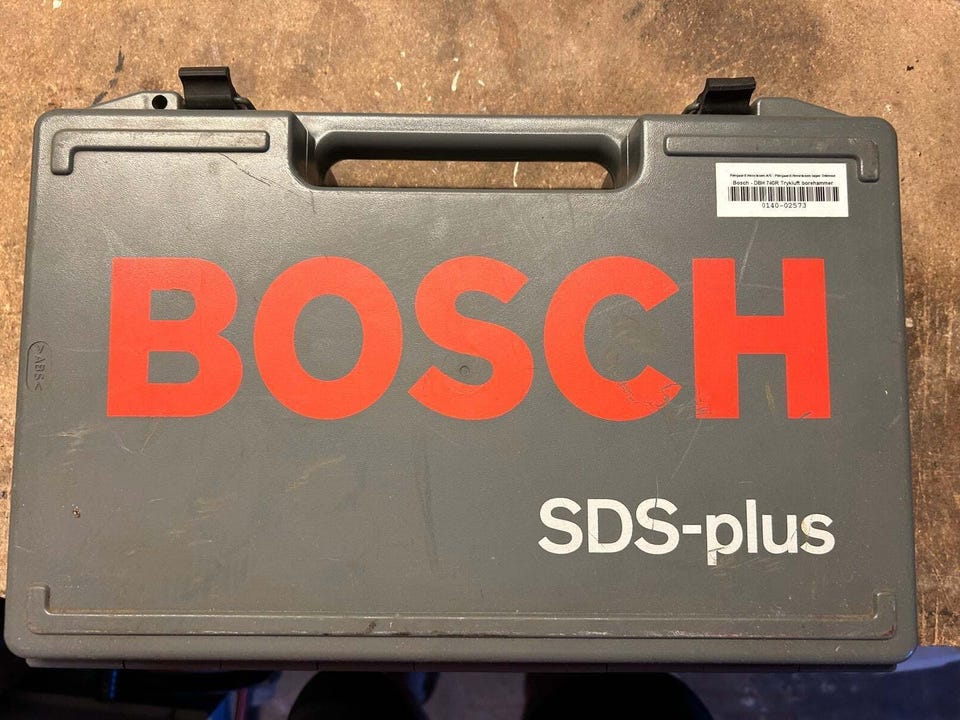 Bosch - DBH 740R Trykluft borehammer
0140-02573
BOSCH
>ABS<
SDS-plus